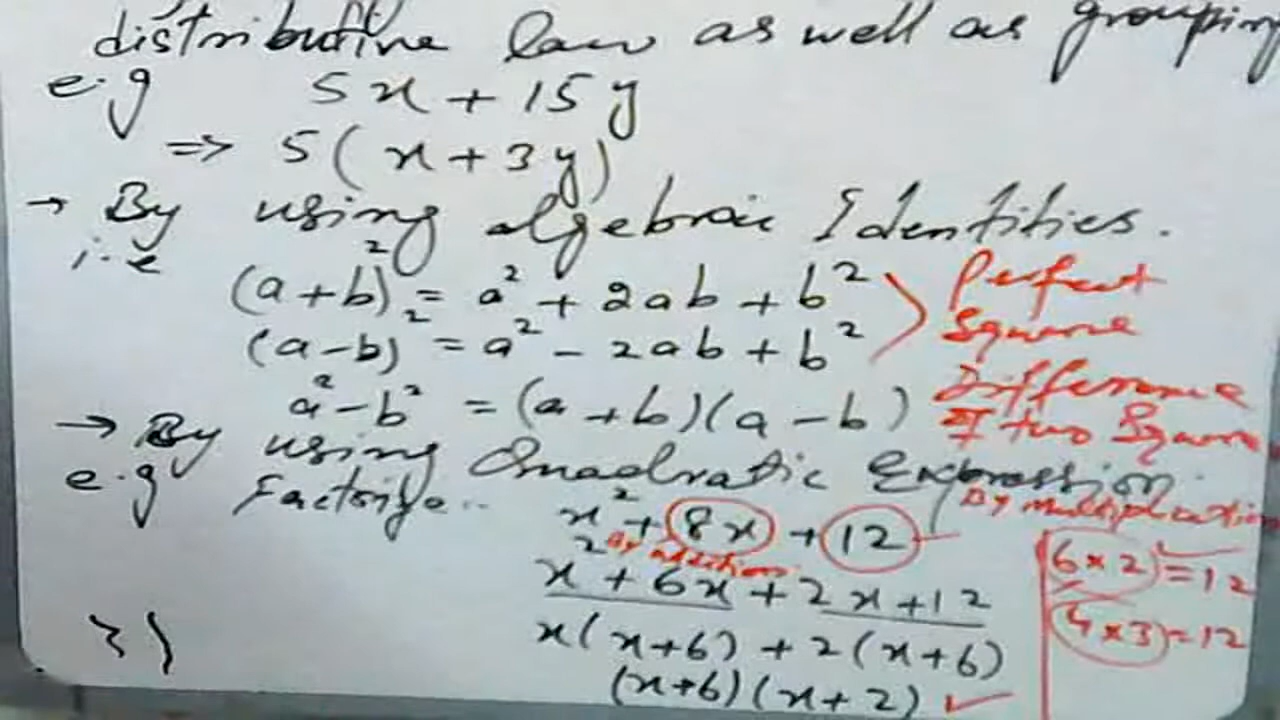 distributive law as well as grouping
e.g 5x + 15y
=> 5(x+3y)
→ By using algebraic Identities.
i.e
(a+b)² = a² + 2ab + b²
(a-b)² = a² - 2ab + b²
Perfect
Square
a² - b² = (a+b)(a-b)
Difference
of two Square
→ By using Quadratic Expression.
e.g Factorize..
x² + 8x + 12
By addition
By multiplication
x² + 6x + 2x + 12
6×2 = 12
4×3 = 12
x(x+6) + 2(x+6)
(x+6)(x+2) ✓